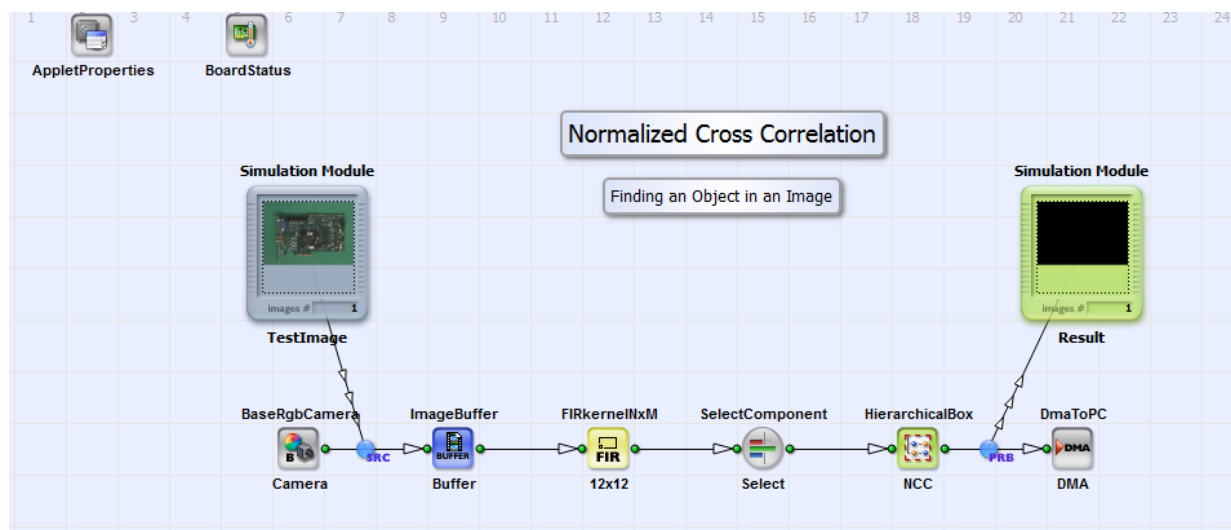 1 3 4 5 6 7 8 9 10 11 12 13 14 15 16 17 18 19 20 21 22 23 24
AppletProperties
BoardStatus
Normalized Cross Correlation
Finding an Object in an Image
Simulation Module
images # 1
TestImage
Simulation Module
images # 1
Result
BaseRgbCamera
ImageBuffer
FIRkernelNxM
SelectComponent
HierarchicalBox
DmaToPC
B
SRC
BUFFER
FIR
PRB
DMA
Camera
Buffer
12x12
Select
NCC
DMA